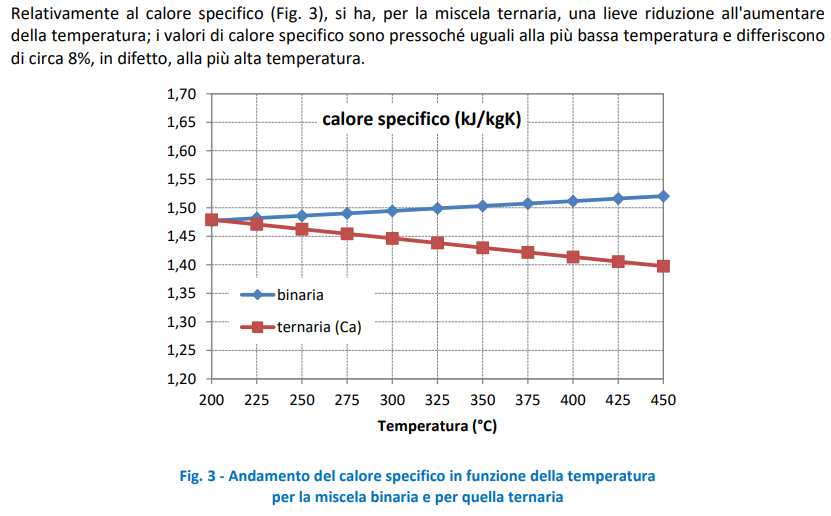 Relativamente al calore specifico (Fig. 3), si ha, per la miscela ternaria, una lieve riduzione all'aumentare
della temperatura; i valori di calore specifico sono pressoché uguali alla più bassa temperatura e differiscono
di circa 8%, in difetto, alla più alta temperatura.
1,70
calore specifico (kJ/kgK)
1,65
1,60
1,55
1,50
1,45
1,40
1,35
binaria
1,30
ternaria (Ca)
1,25
1,20
200 225 250 275 300 325 350 375 400 425 450
Temperatura (°C)
Fig. 3 - Andamento del calore specifico in funzione della temperatura
per la miscela binaria e per quella ternaria